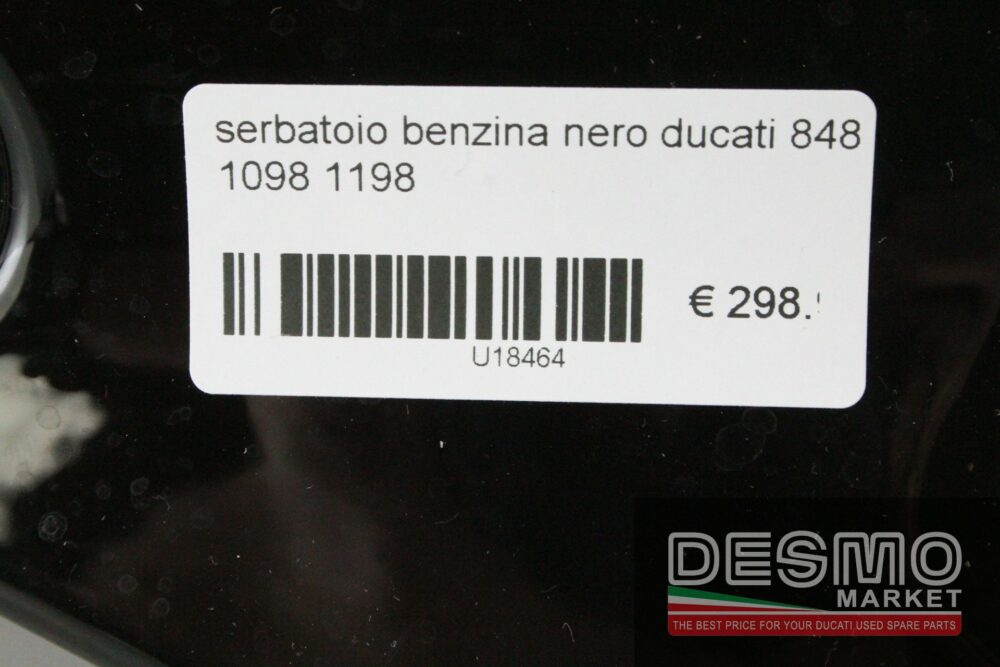 serbatoio benzina nero ducati 848
1098 1198
€ 298.
U18464
DESMO
MARKET
THE BEST PRICE FOR YOUR DUCATI USED SPARE PARTS